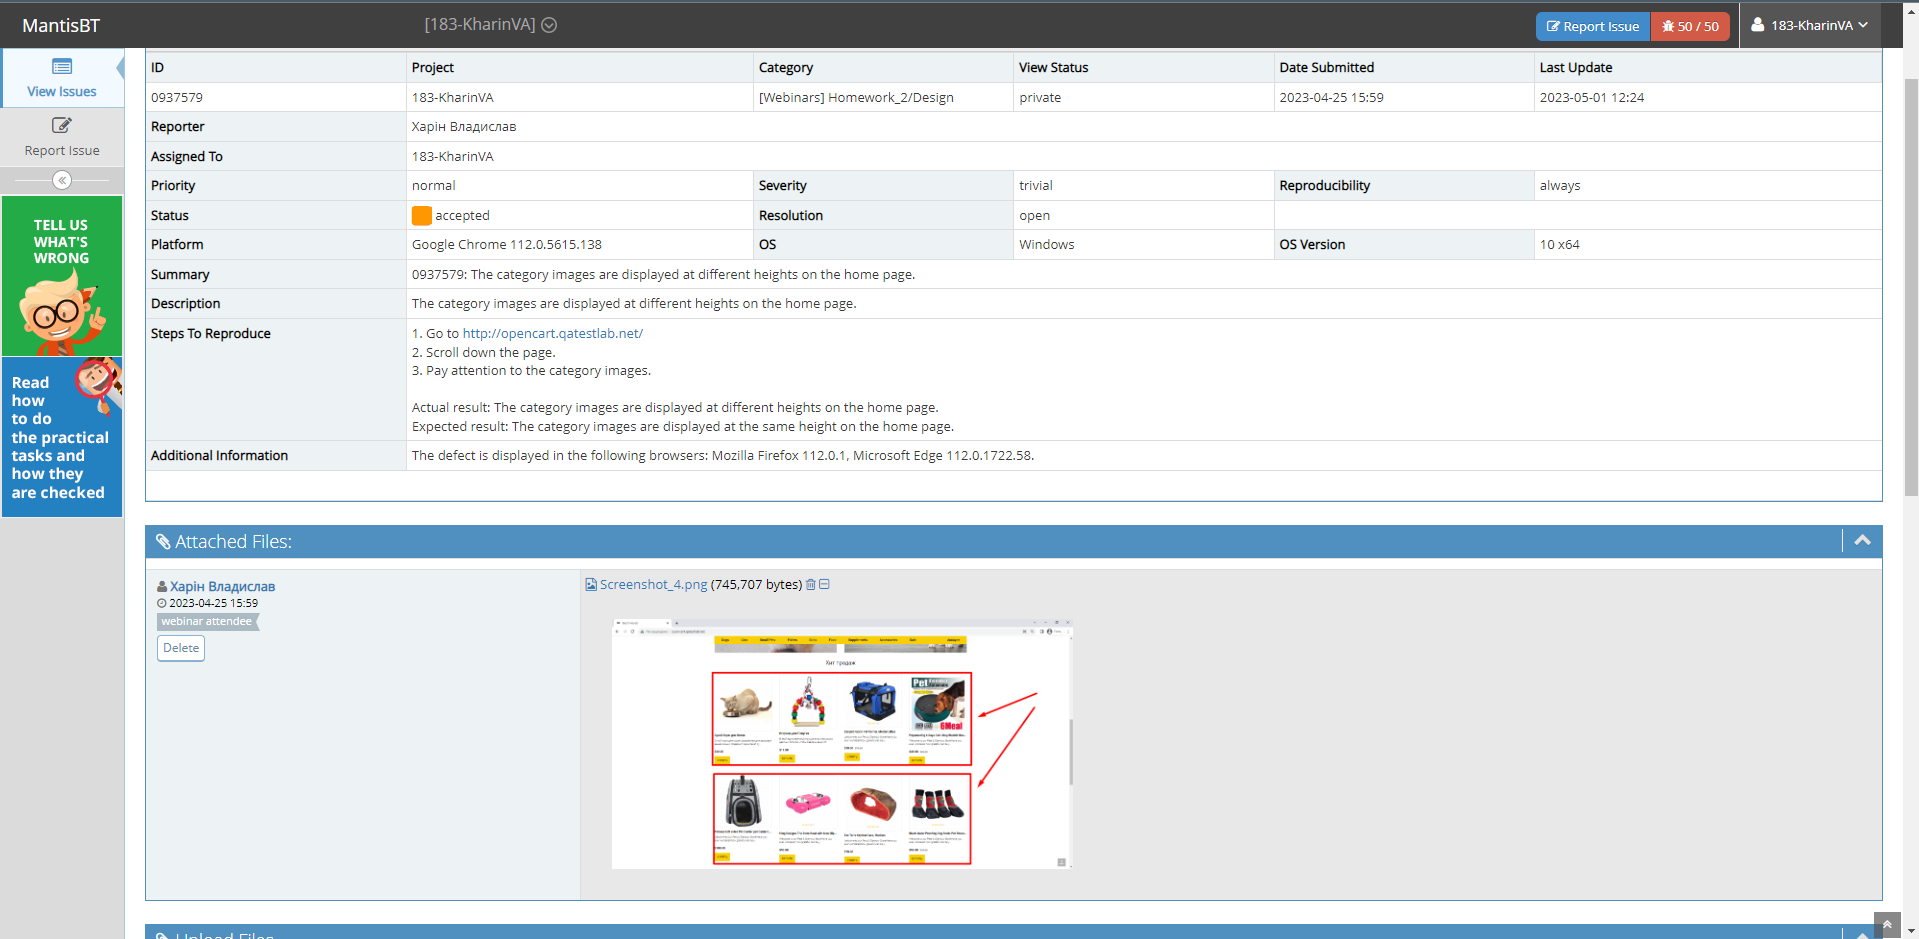 MantisBT
[183-KharinVA]
Report Issue
50 / 50
183-KharinVA
View Issues
Report Issue
TELL US
WHAT'S
WRONG
Read
how
to do
the practical
tasks and
how they
are checked
ID Project Category View Status Date Submitted Last Update
0937579 183-KharinVA [Webinars] Homework_2/Design private 2023-04-25 15:59 2023-05-01 12:24
Reporter Харін Владислав
Assigned To 183-KharinVA
Priority normal Severity trivial Reproducibility always
Status accepted Resolution open
Platform Google Chrome 112.0.5615.138 OS Windows OS Version 10 x64
Summary 0937579: The category images are displayed at different heights on the home page.
Description The category images are displayed at different heights on the home page.
Steps To Reproduce 1. Go to http://opencart.qatestlab.net/
2. Scroll down the page.
3. Pay attention to the category images.
Actual result: The category images are displayed at different heights on the home page.
Expected result: The category images are displayed at the same height on the home page.
Additional Information The defect is displayed in the following browsers: Mozilla Firefox 112.0.1, Microsoft Edge 112.0.1722.58.
Attached Files:
Харін Владислав
2023-04-25 15:59
webinar attendee
Delete
Screenshot_4.png (745,707 bytes)
Хит продаж
Pet
6Meal
Upload Files